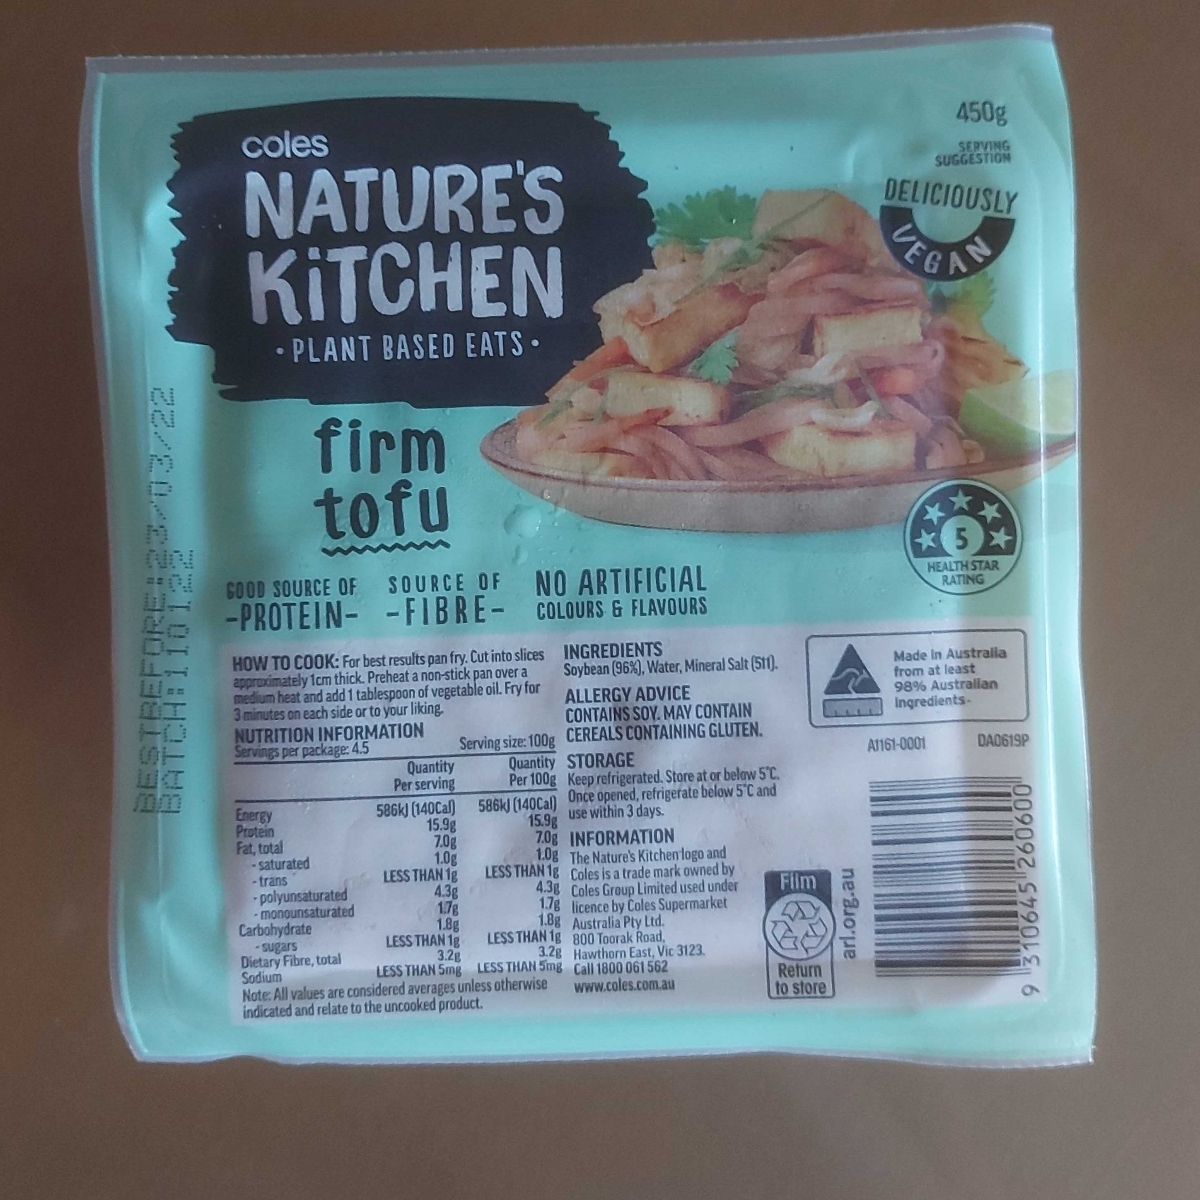 coles
NATURE'S
KiTCHEN
• PLANT BASED EATS •
450g
SERVING
SUGGESTION
DELICIOUSLY
VEGAN
firm
tofu
5
HEALTH STAR
RATING
GOOD SOURCE OF
-PROTEIN-
SOURCE OF
-FIBRE-
NO ARTIFICIAL
COLOURS & FLAVOURS
BEST BEFORE:23/03/22
BATCH:110122
HOW TO COOK: For best results pan fry. Cut into slices
approximately 1cm thick. Preheat a non-stick pan over a
medium heat and add 1 tablespoon of vegetable oil. Fry for
3 minutes on each side or to your liking.
NUTRITION INFORMATION
Servings per package: 4.5 Serving size: 100g
Quantity Quantity
Per serving Per 100g
Energy 586kJ (140Cal) 586kJ (140Cal)
Protein 15.9g 15.9g
Fat, total 7.0g 7.0g
- saturated 1.0g 1.0g
- trans LESS THAN 1g LESS THAN 1g
- polyunsaturated 4.3g 4.3g
- monounsaturated 1.7g 1.7g
Carbohydrate 1.8g 1.8g
- sugars LESS THAN 1g LESS THAN 1g
Dietary Fibre, total 3.2g 3.2g
Sodium LESS THAN 5mg LESS THAN 5mg
Note: All values are considered averages unless otherwise
indicated and relate to the uncooked product.
INGREDIENTS
Soybean (96%), Water, Mineral Salt (511).
ALLERGY ADVICE
CONTAINS SOY. MAY CONTAIN
CEREALS CONTAINING GLUTEN.
STORAGE
Keep refrigerated. Store at or below 5°C.
Once opened, refrigerate below 5°C and
use within 3 days.
INFORMATION
The Nature's Kitchen logo and
Coles is a trade mark owned by
Coles Group Limited used under
licence by Coles Supermarket
Australia Pty Ltd.
800 Toorak Road,
Hawthorn East, Vic 3123.
Call 1800 061 562
www.coles.com.au
Made in Australia
from at least
98% Australian
Ingredients
A1161-0001 DA0619P
Film
Return
to store
arl.org.au
9 310645 260600